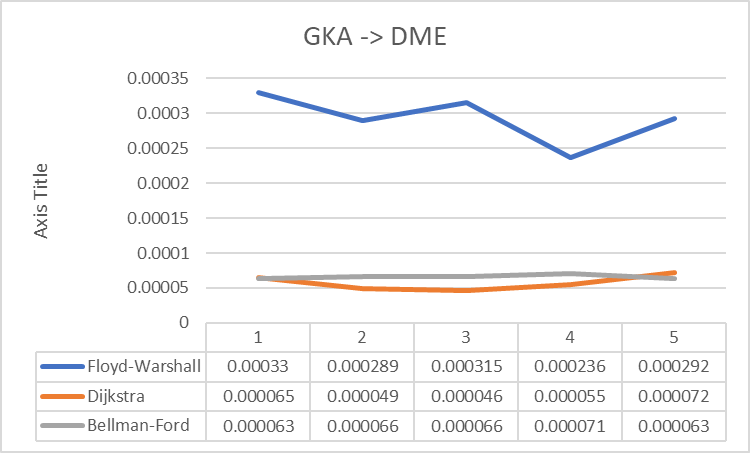 GKA -> DME
Axis Title
0.00035
0.0003
0.00025
0.0002
0.00015
0.0001
0.00005
0
1 2 3 4 5
Floyd-Warshall 0.00033 0.000289 0.000315 0.000236 0.000292
Dijkstra 0.000065 0.000049 0.000046 0.000055 0.000072
Bellman-Ford 0.000063 0.000066 0.000066 0.000071 0.000063